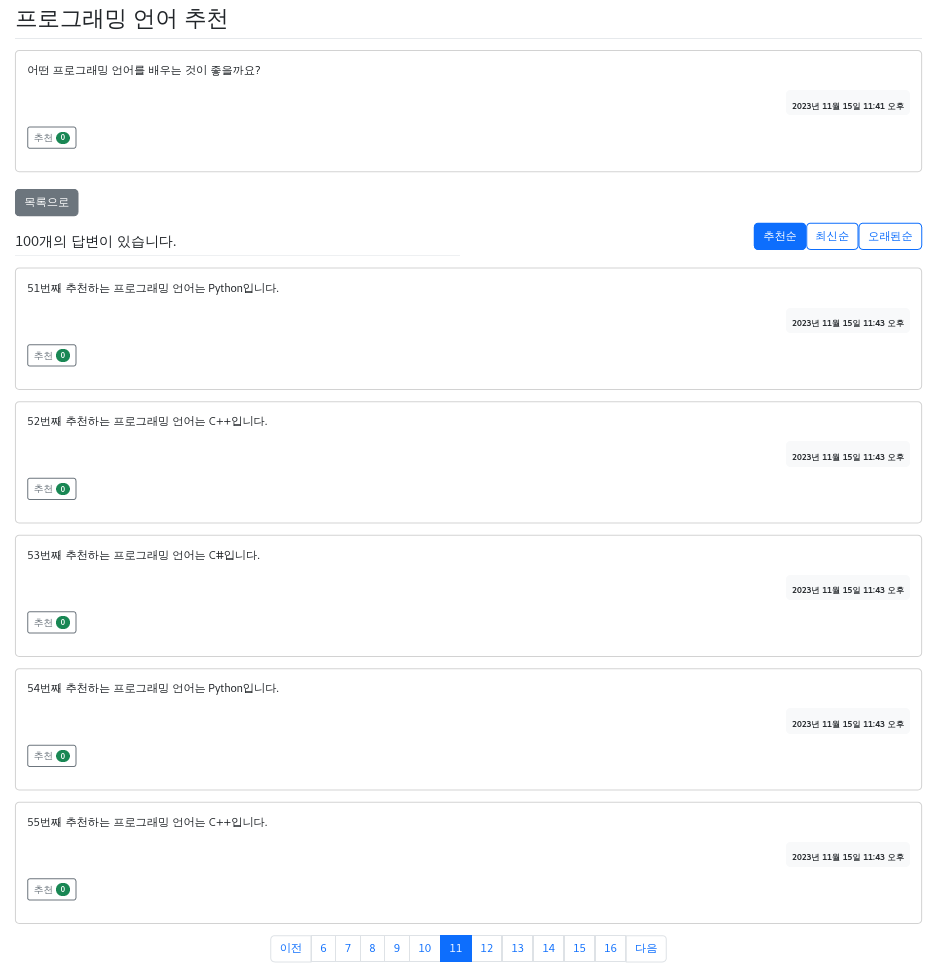 프로그래밍 언어 추천
어떤 프로그래밍 언어를 배우는 것이 좋을까요?
2023년 11월 15일 11:41 오후
추천 0
목록으로
100개의 답변이 있습니다.
추천순 최신순 오래된순
51번째 추천하는 프로그래밍 언어는 Python입니다.
2023년 11월 15일 11:43 오후
추천 0
52번째 추천하는 프로그래밍 언어는 C++입니다.
2023년 11월 15일 11:43 오후
추천 0
53번째 추천하는 프로그래밍 언어는 C#입니다.
2023년 11월 15일 11:43 오후
추천 0
54번째 추천하는 프로그래밍 언어는 Python입니다.
2023년 11월 15일 11:43 오후
추천 0
55번째 추천하는 프로그래밍 언어는 C++입니다.
2023년 11월 15일 11:43 오후
추천 0
이전 6 7 8 9 10 11 12 13 14 15 16 다음